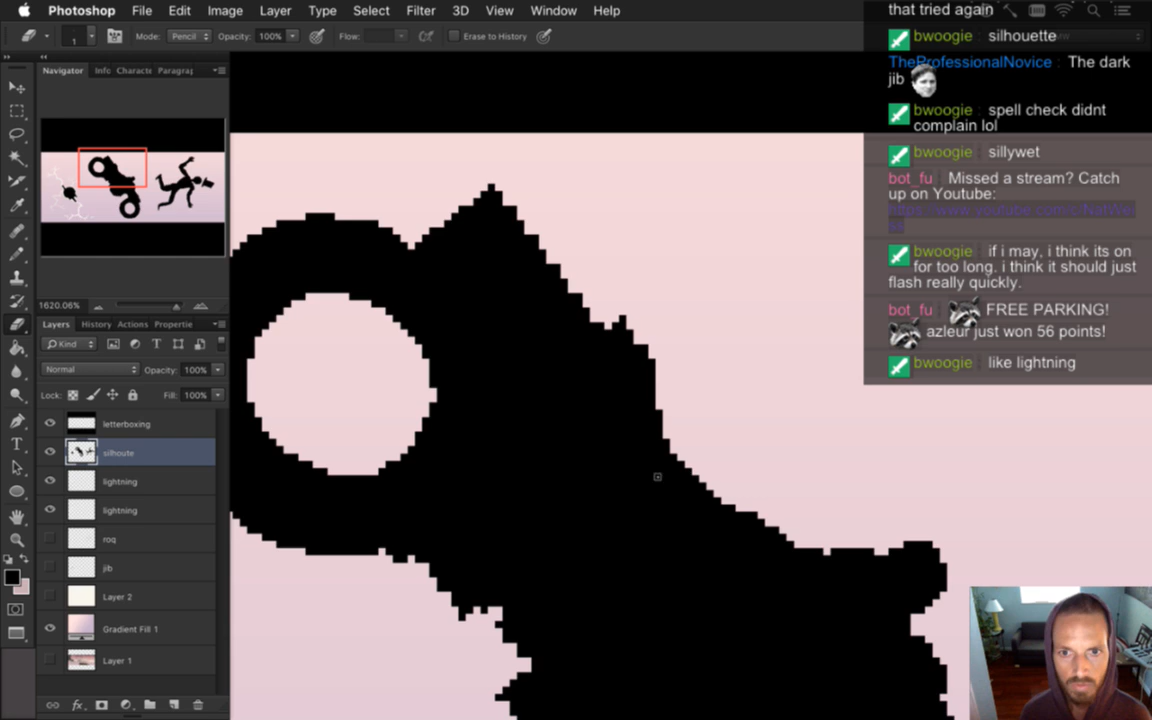 Photoshop File Edit Image Layer Type Select Filter 3D View Window Help
1 Mode: Pencil Opacity: 100% Flow: Erase to History
Navigator Info Characte Paragraj
1620.06%
Layers History Actions Propertie
Kind
Normal Opacity: 100%
Lock: Fill: 100%
letterboxing
silhoute
lightning
lightning
roq
jib
Layer 2
Gradient Fill 1
Layer 1
that tried again
bwoogie silhouette
TheProfessionalNovice : The dark
jib
bwoogie : spell check didnt
complain lol
bwoogie : sillywet
bot_fu : Missed a stream? Catch
up on Youtube:
bwoogie : if i may, i think its on
for too long. i think it should just
flash really quickly.
bot_fu : FREE PARKING!
azleur just won 56 points!
bwoogie : like lightning